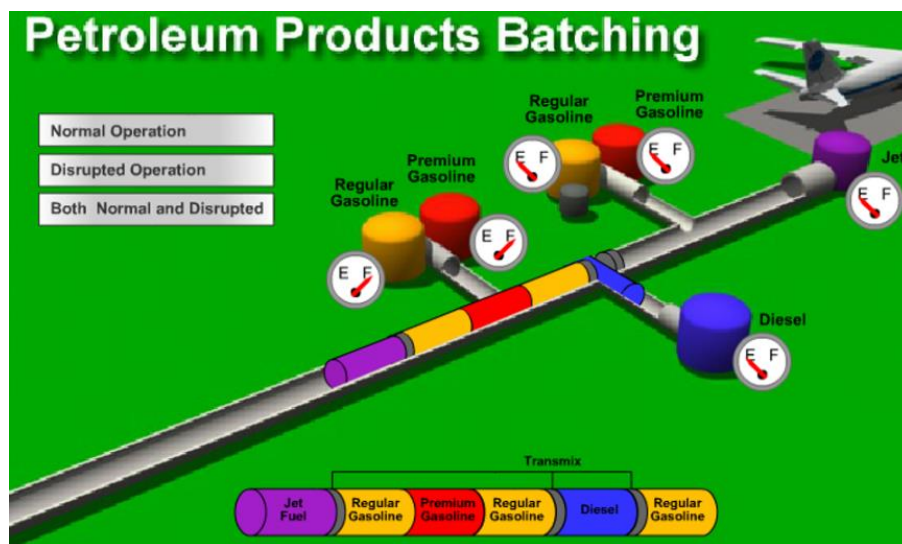 Petroleum Products Batching
Normal Operation
Disrupted Operation
Both Normal and Disrupted
Regular
Gasoline
Premium
Gasoline
E F
E F
Regular
Gasoline
Premium
Gasoline
E F
E F
Jet
E F
Diesel
E F
Transmix
Jet
Fuel
Regular
Gasoline
Premium
Gasoline
Regular
Gasoline
Diesel
Regular
Gasoline